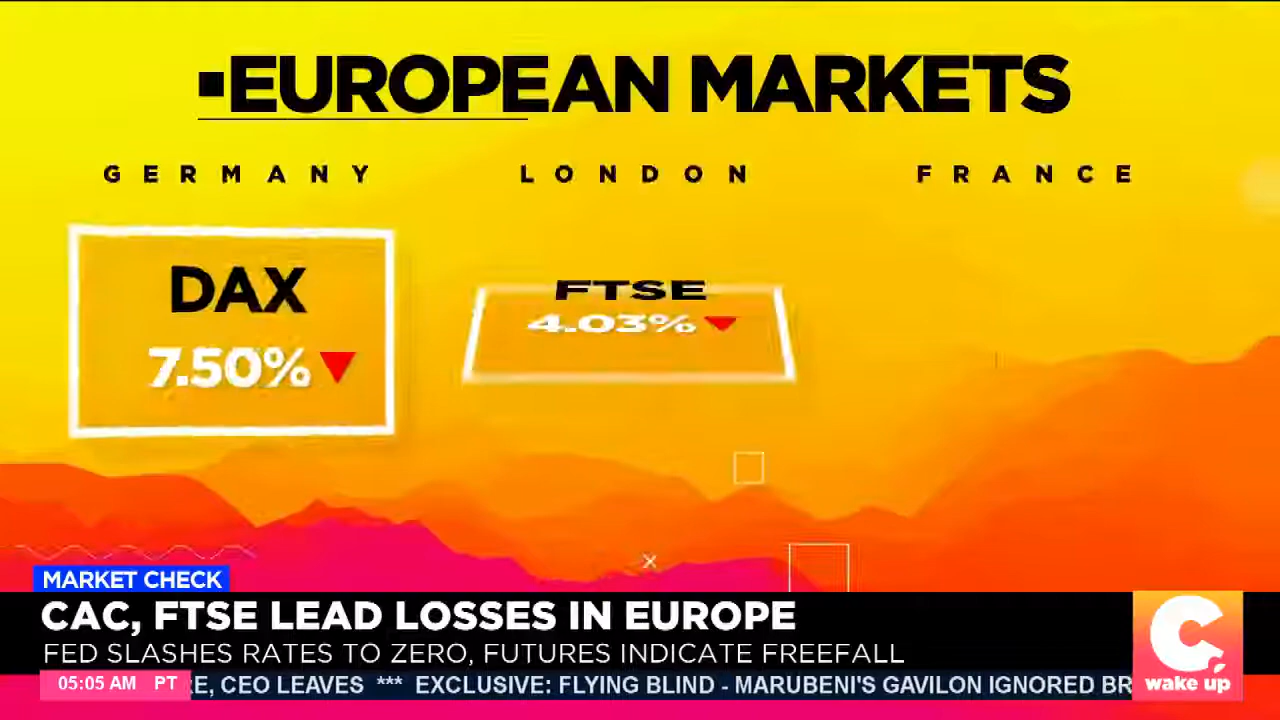 EUROPEAN MARKETS
GERMANY LONDON FRANCE
DAX
7.50%
FTSE
4.03%
MARKET CHECK
CAC, FTSE LEAD LOSSES IN EUROPE
FED SLASHES RATES TO ZERO, FUTURES INDICATE FREEFALL
05:05 AM PT RE, CEO LEAVES *** EXCLUSIVE: FLYING BLIND - MARUBENI'S GAVILON IGNORED BR
C
wake up